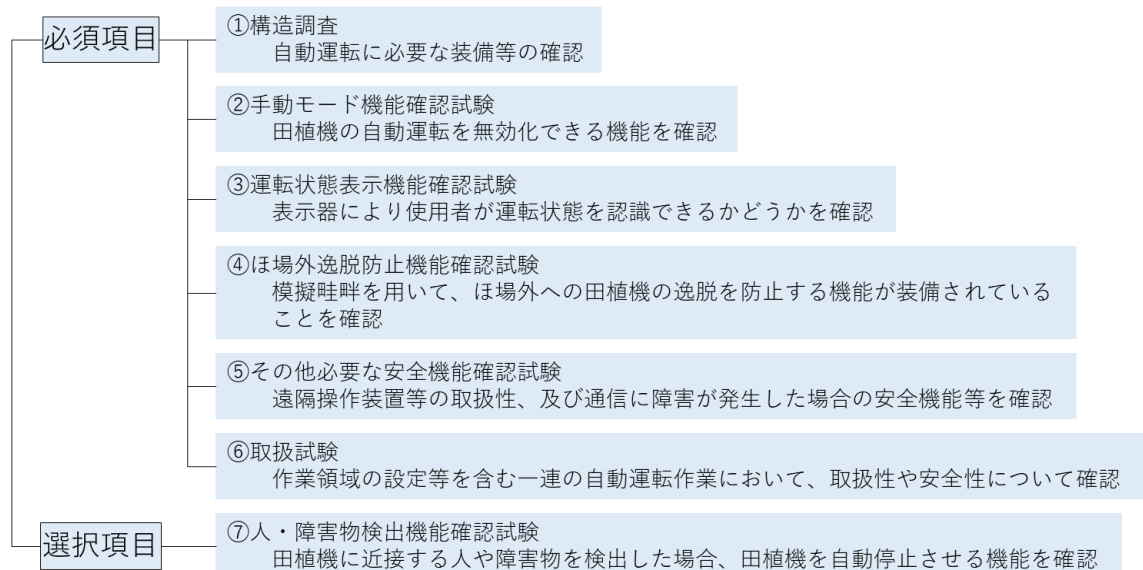 必須項目
①構造調査
自動運転に必要な装備等の確認
②手動モード機能確認試験
田植機の自動運転を無効化できる機能を確認
③運転状態表示機能確認試験
表示器により使用者が運転状態を認識できるかどうかを確認
④ほ場外逸脱防止機能確認試験
模擬畦畔を用いて、ほ場外への田植機の逸脱を防止する機能が装備されている
ことを確認
⑤その他必要な安全機能確認試験
遠隔操作装置等の取扱性、及び通信に障害が発生した場合の安全機能等を確認
⑥取扱試験
作業領域の設定等を含む一連の自動運転作業において、取扱性や安全性について確認
選択項目
⑦人・障害物検出機能確認試験
田植機に近接する人や障害物を検出した場合、田植機を自動停止させる機能を確認